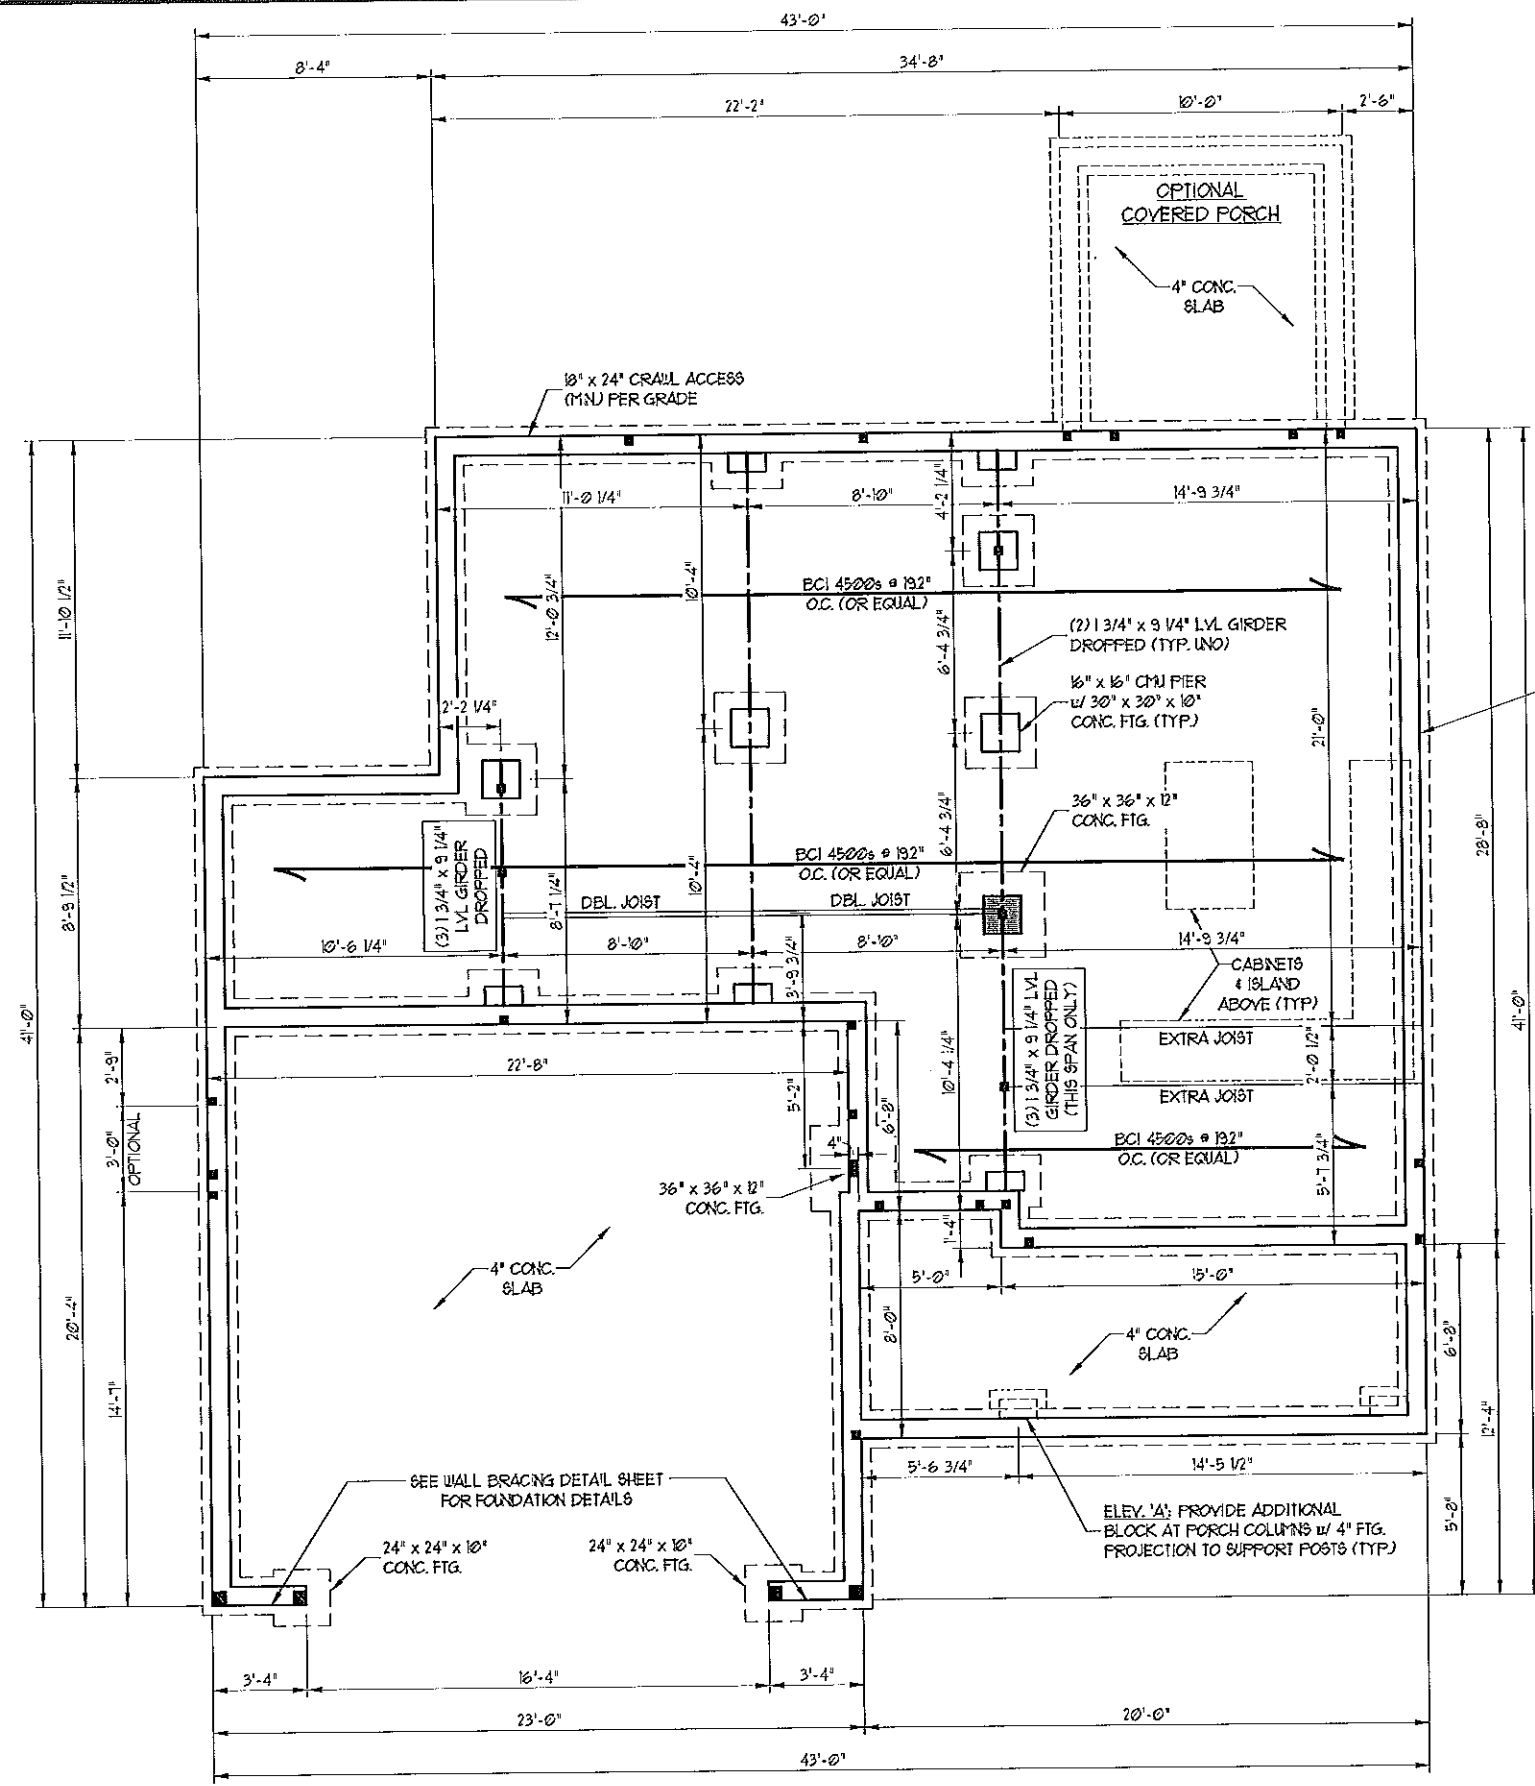 43'-0"
8'-4"
34'-8"
22'-2"
10'-0"
2'-6"
OPTIONAL
COVERED PORCH
4" CONC.
SLAB
18" x 24" CRAWL ACCESS
(MIN.) PER GRADE
11'-0 1/4"
8'-10"
4'-2 1/4"
14'-9 3/4"
11'-10 1/2"
12'-0 3/4"
10'-4"
BCI 4500s @ 19.2"
O.C. (OR EQUAL)
6'-4 3/4"
(2) 1 3/4" x 9 1/4" LVL GIRDER
DROPPED (TYP. UNO)
16" x 16" CMU PIER
w/ 30" x 30" x 10"
CONC. FTG. (TYP.)
2'-2 1/4"
21'-0"
36" x 36" x 12"
CONC. FTG.
6'-4 3/4"
28'-8"
8'-9 1/2"
(3) 1 3/4" x 9 1/4"
LVL GIRDER
DROPPED
8'-7 1/4"
10'-4"
BCI 4500s @ 19.2"
O.C. (OR EQUAL)
DBL. JOIST
DBL. JOIST
10'-6 1/4"
8'-10"
8'-10"
14'-9 3/4"
3'-9 3/4"
CABINETS
& ISLAND
ABOVE (TYP)
41'-0"
41'-0"
(3) 1 3/4" x 9 1/4" LVL
GIRDER DROPPED
(THIS SPAN ONLY)
EXTRA JOIST
2'-0 1/2"
EXTRA JOIST
22'-8"
2'-9"
5'-2"
6'-8"
10'-4 1/4"
3'-0"
OPTIONAL
4"
BCI 4500s @ 19.2"
O.C. (OR EQUAL)
5'-7 3/4"
36" x 36" x 12"
CONC. FTG.
1'-4"
4" CONC.
SLAB
5'-0"
15'-0"
20'-4"
8'-0"
4" CONC.
SLAB
6'-8"
14'-7"
12'-4"
5'-6 3/4"
14'-5 1/2"
SEE WALL BRACING DETAIL SHEET
FOR FOUNDATION DETAILS
ELEV. 'A': PROVIDE ADDITIONAL
BLOCK AT PORCH COLUMNS w/ 4" FTG.
PROJECTION TO SUPPORT POSTS (TYP.)
5'-8"
24" x 24" x 10"
CONC. FTG.
24" x 24" x 10"
CONC. FTG.
3'-4"
16'-4"
3'-4"
23'-0"
20'-0"
43'-0"